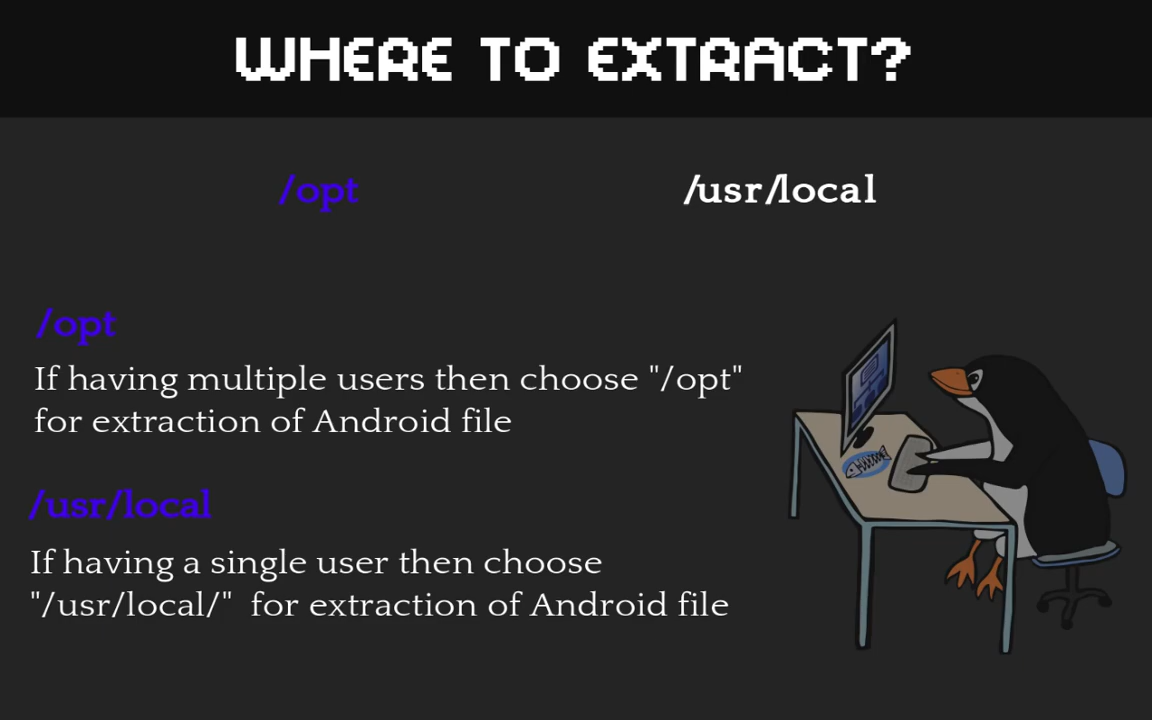 WHERE TO EXTRACT?
/opt
/usr/local
/opt
If having multiple users then choose "/opt"
for extraction of Android file
/usr/local
If having a single user then choose
"/usr/local/"  for extraction of Android file